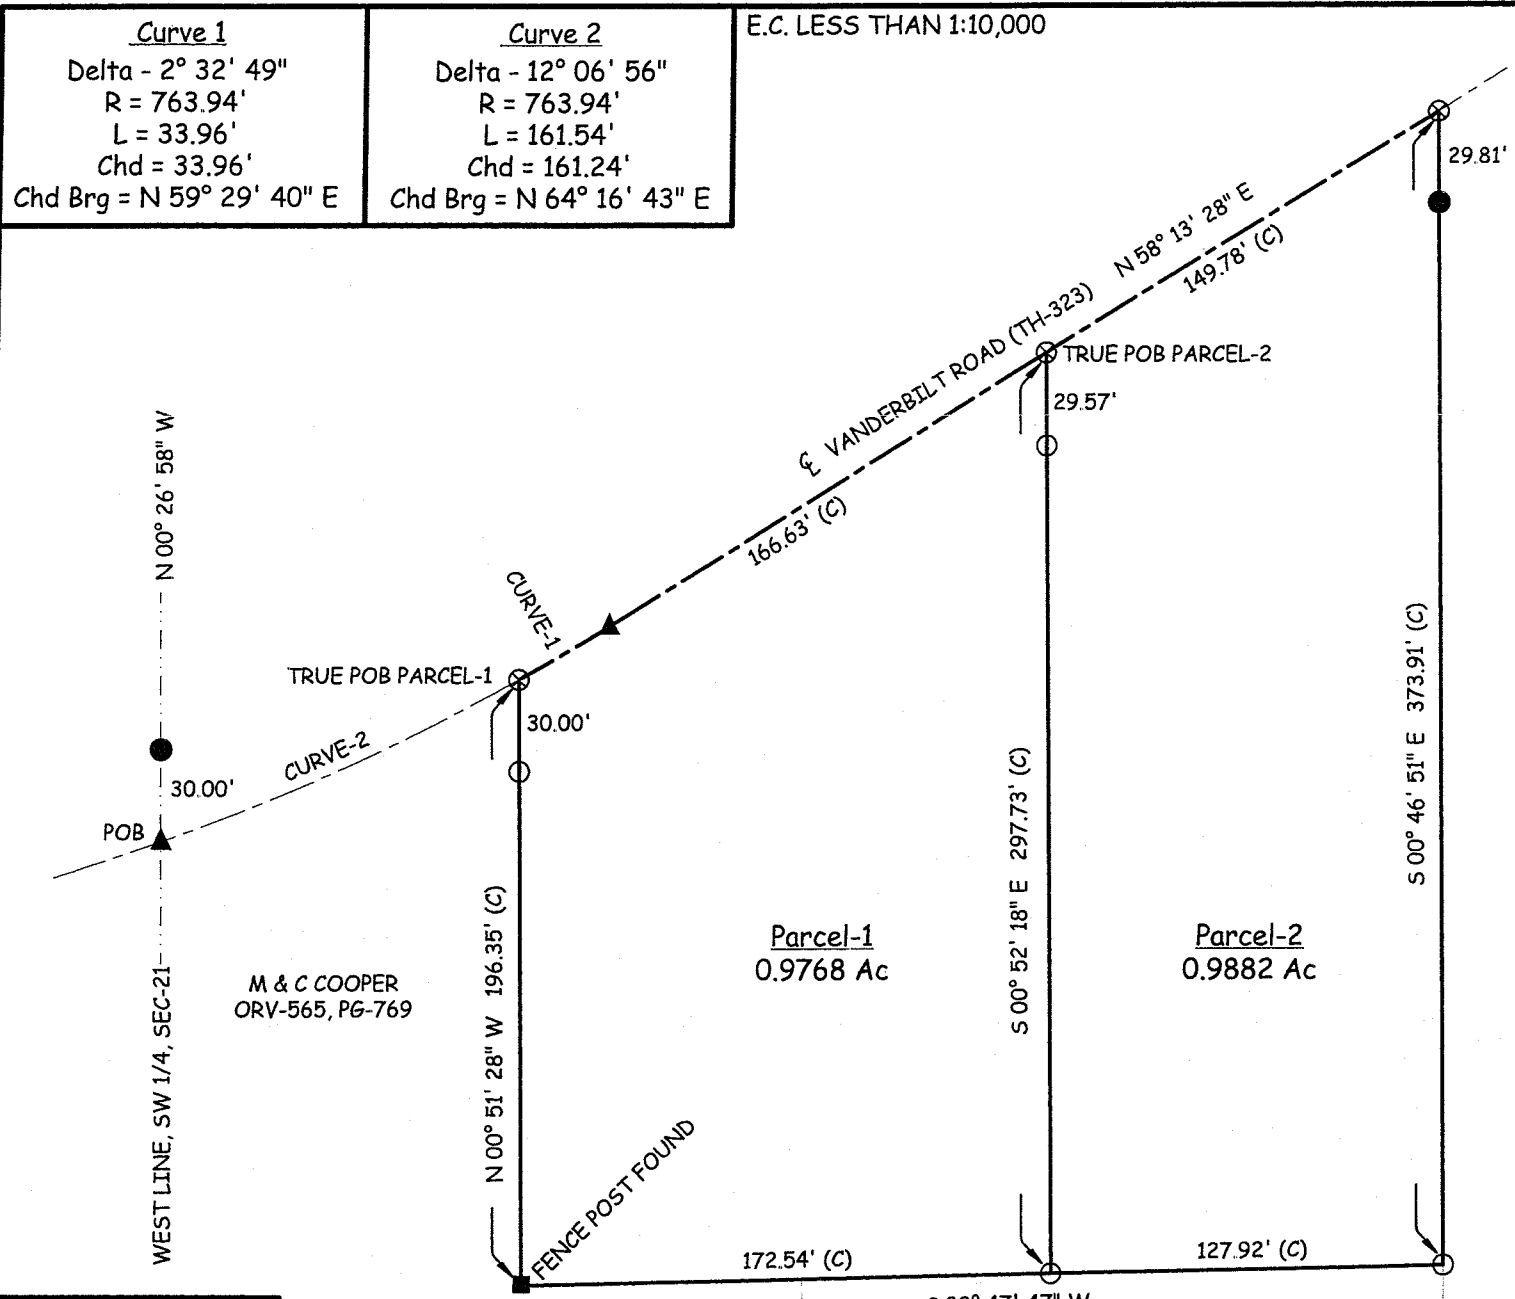 Curve 1
Delta - 2° 32' 49"
R = 763.94'
L = 33.96'
Chd = 33.96'
Chd Brg = N 59° 29' 40" E
Curve 2
Delta - 12° 06' 56"
R = 763.94'
L = 161.54'
Chd = 161.24'
Chd Brg = N 64° 16' 43" E
E.C. LESS THAN 1:10,000
29.81'
N 58° 13' 28" E
149.78' (C)
℄ VANDERBILT ROAD (TH-323)
TRUE POB PARCEL-2
29.57'
166.63' (C)
N 00° 26' 58" W
CURVE-1
TRUE POB PARCEL-1
30.00'
CURVE-2
30.00'
POB
S 00° 46' 51" E 373.91' (C)
S 00° 52' 18" E 297.73' (C)
N 00° 51' 28" W 196.35' (C)
Parcel-1
0.9768 Ac
Parcel-2
0.9882 Ac
M & C COOPER
ORV-565, PG-769
WEST LINE, SW 1/4, SEC-21
FENCE POST FOUND
172.54' (C)
127.92' (C)